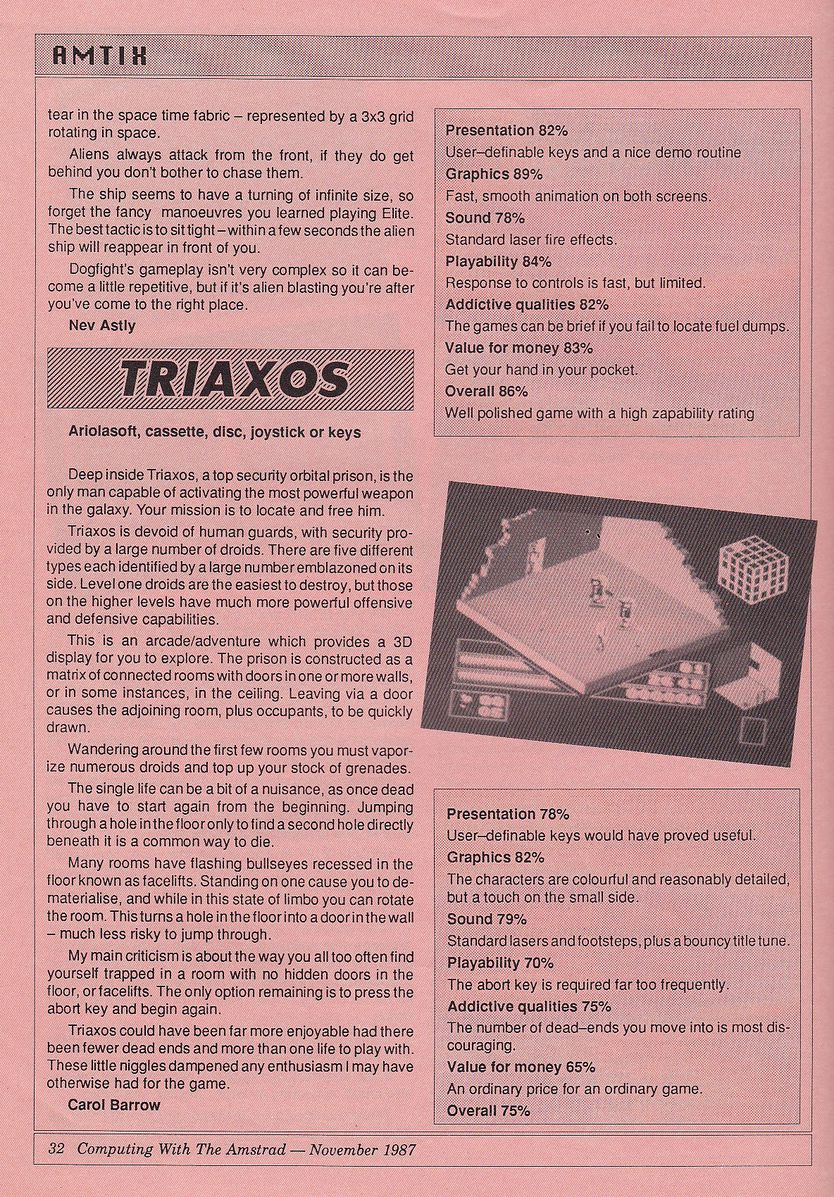 AMTIX
tear in the space time fabric – represented by a 3x3 grid
rotating in space.
Aliens always attack from the front, if they do get
behind you don't bother to chase them.
The ship seems to have a turning of infinite size, so
forget the fancy manoeuvres you learned playing Elite.
The best tactic is to sit tight – within a few seconds the alien
ship will reappear in front of you.
Dogfight's gameplay isn't very complex so it can be-
come a little repetitive, but if it's alien blasting you're after
you've come to the right place.
Nev Astly
TRIAXOS
Ariolasoft, cassette, disc, joystick or keys
Deep inside Triaxos, a top security orbital prison, is the
only man capable of activating the most powerful weapon
in the galaxy. Your mission is to locate and free him.
Triaxos is devoid of human guards, with security pro-
vided by a large number of droids. There are five different
types each identified by a large number emblazoned on its
side. Level one droids are the easiest to destroy, but those
on the higher levels have much more powerful offensive
and defensive capabilities.
This is an arcade/adventure which provides a 3D
display for you to explore. The prison is constructed as a
matrix of connected rooms with doors in one or more walls,
or in some instances, in the ceiling. Leaving via a door
causes the adjoining room, plus occupants, to be quickly
drawn.
Wandering around the first few rooms you must vapor-
ize numerous droids and top up your stock of grenades.
The single life can be a bit of a nuisance, as once dead
you have to start again from the beginning. Jumping
through a hole in the floor only to find a second hole directly
beneath it is a common way to die.
Many rooms have flashing bullseyes recessed in the
floor known as facelifts. Standing on one cause you to de-
materialise, and while in this state of limbo you can rotate
the room. This turns a hole in the floor into a door in the wall
– much less risky to jump through.
My main criticism is about the way you all too often find
yourself trapped in a room with no hidden doors in the
floor, or facelifts. The only option remaining is to press the
abort key and begin again.
Triaxos could have been far more enjoyable had there
been fewer dead ends and more than one life to play with.
These little niggles dampened any enthusiasm I may have
otherwise had for the game.
Carol Barrow
Presentation 82%
User–definable keys and a nice demo routine
Graphics 89%
Fast, smooth animation on both screens.
Sound 78%
Standard laser fire effects.
Playability 84%
Response to controls is fast, but limited.
Addictive qualities 82%
The games can be brief if you fail to locate fuel dumps.
Value for money 83%
Get your hand in your pocket.
Overall 86%
Well polished game with a high zapability rating
Presentation 78%
User–definable keys would have proved useful.
Graphics 82%
The characters are colourful and reasonably detailed,
but a touch on the small side.
Sound 79%
Standard lasers and footsteps, plus a bouncy title tune.
Playability 70%
The abort key is required far too frequently.
Addictive qualities 75%
The number of dead–ends you move into is most dis-
couraging.
Value for money 65%
An ordinary price for an ordinary game.
Overall 75%
32 Computing With The Amstrad — November 1987